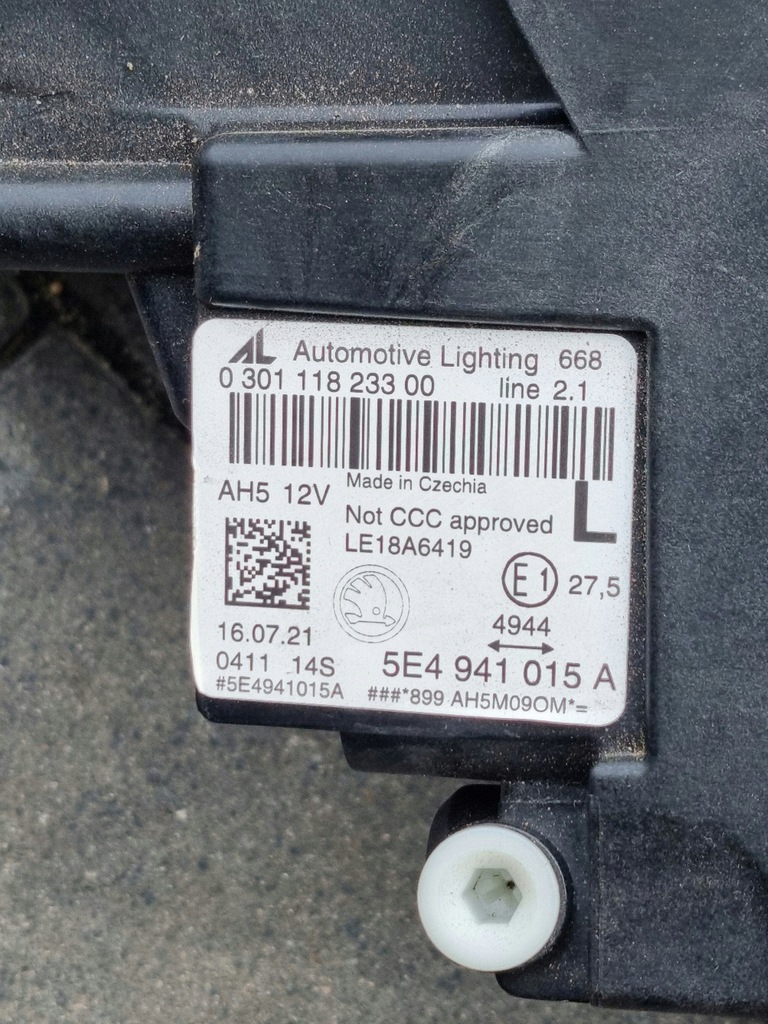 AL Automotive Lighting 668
0 301 118 233 00 line 2.1
Made in Czechia
AH5 12V
L
Not CCC approved
LE18A6419
E1 27,5
4944
16.07.21
0411 14S
5E4 941 015 A
#5E4941015A ###*899 AH5M09OM*=